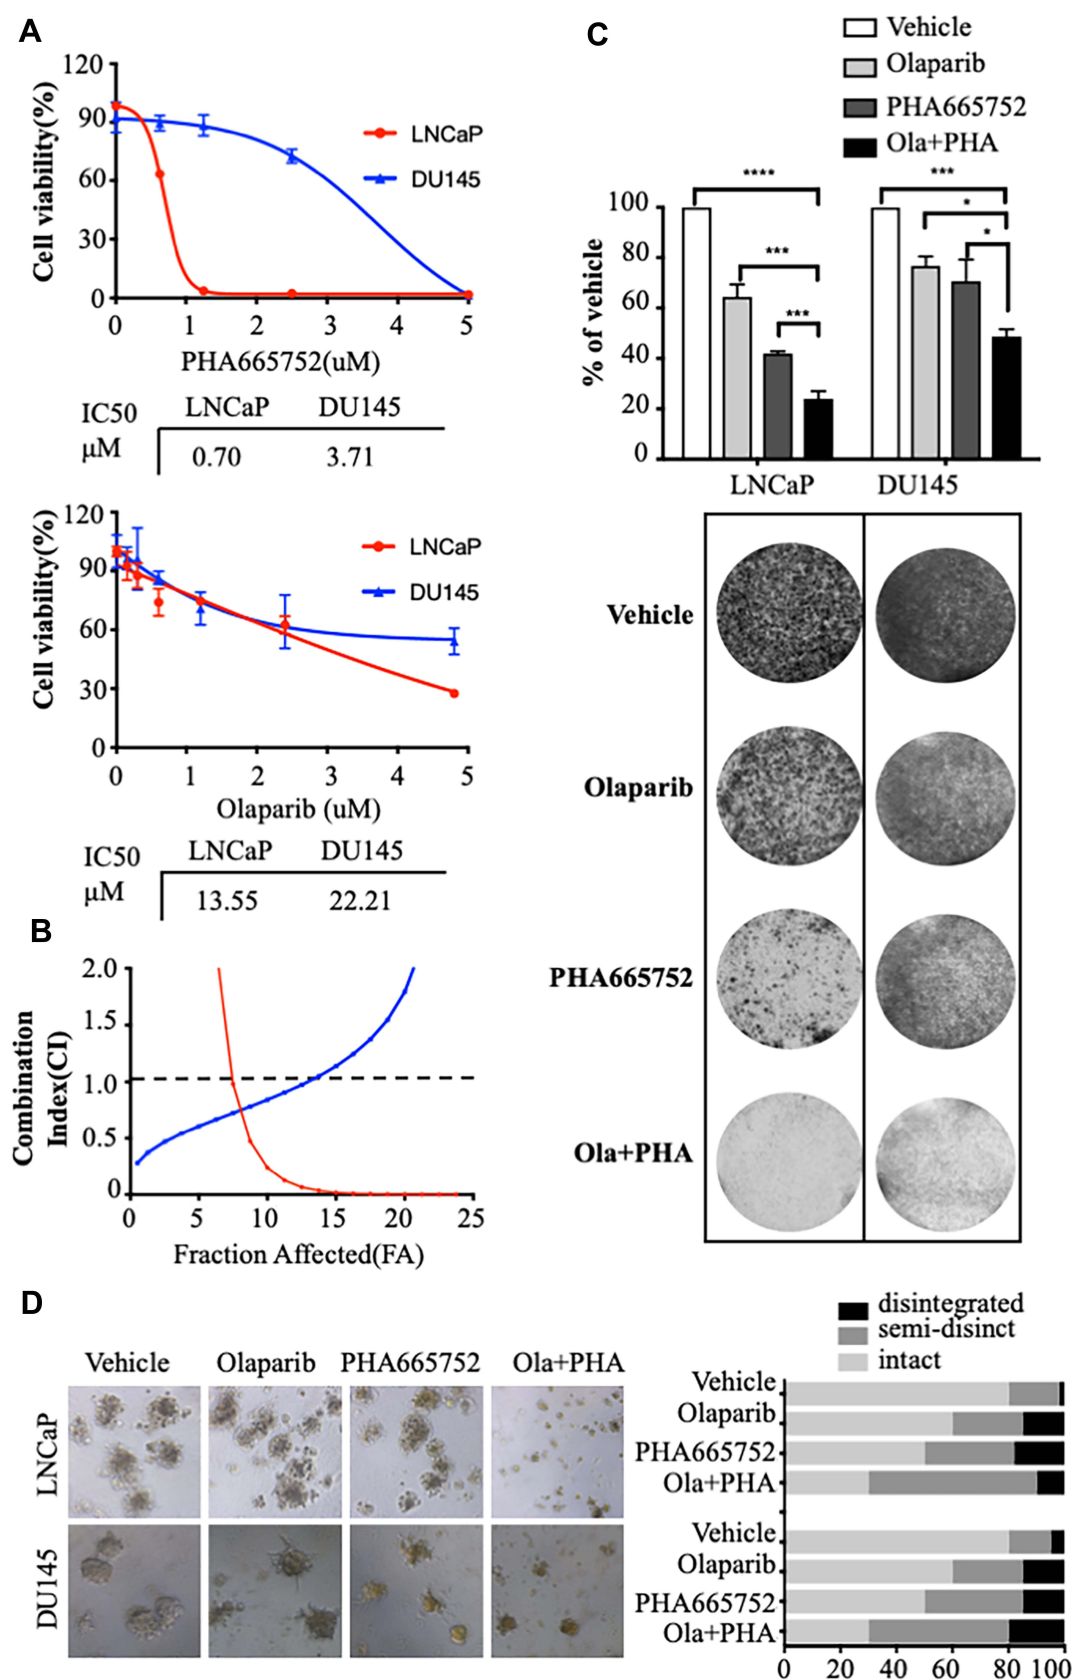 A
120
90
60
30
0
Cell viability(%)
LNCaP
DU145
0 1 2 3 4 5
PHA665752(uM)
IC50
µM
LNCaP DU145
0.70 3.71
120
90
60
30
0
Cell viability(%)
LNCaP
DU145
0 1 2 3 4 5
Olaparib (uM)
IC50
µM
LNCaP DU145
13.55 22.21
B
2.0
1.5
1.0
0.5
0
Combination
Index(CI)
0 5 10 15 20 25
Fraction Affected(FA)
C
Vehicle
Olaparib
PHA665752
Ola+PHA
**** ***
*
*** *
***
100
80
60
40
20
0
% of vehicle
LNCaP DU145
Vehicle
Olaparib
PHA665752
Ola+PHA
D
Vehicle Olaparib PHA665752 Ola+PHA
LNCaP
DU145
disintegrated
semi-disinct
intact
Vehicle
Olaparib
PHA665752
Ola+PHA
Vehicle
Olaparib
PHA665752
Ola+PHA
0 20 40 60 80 100